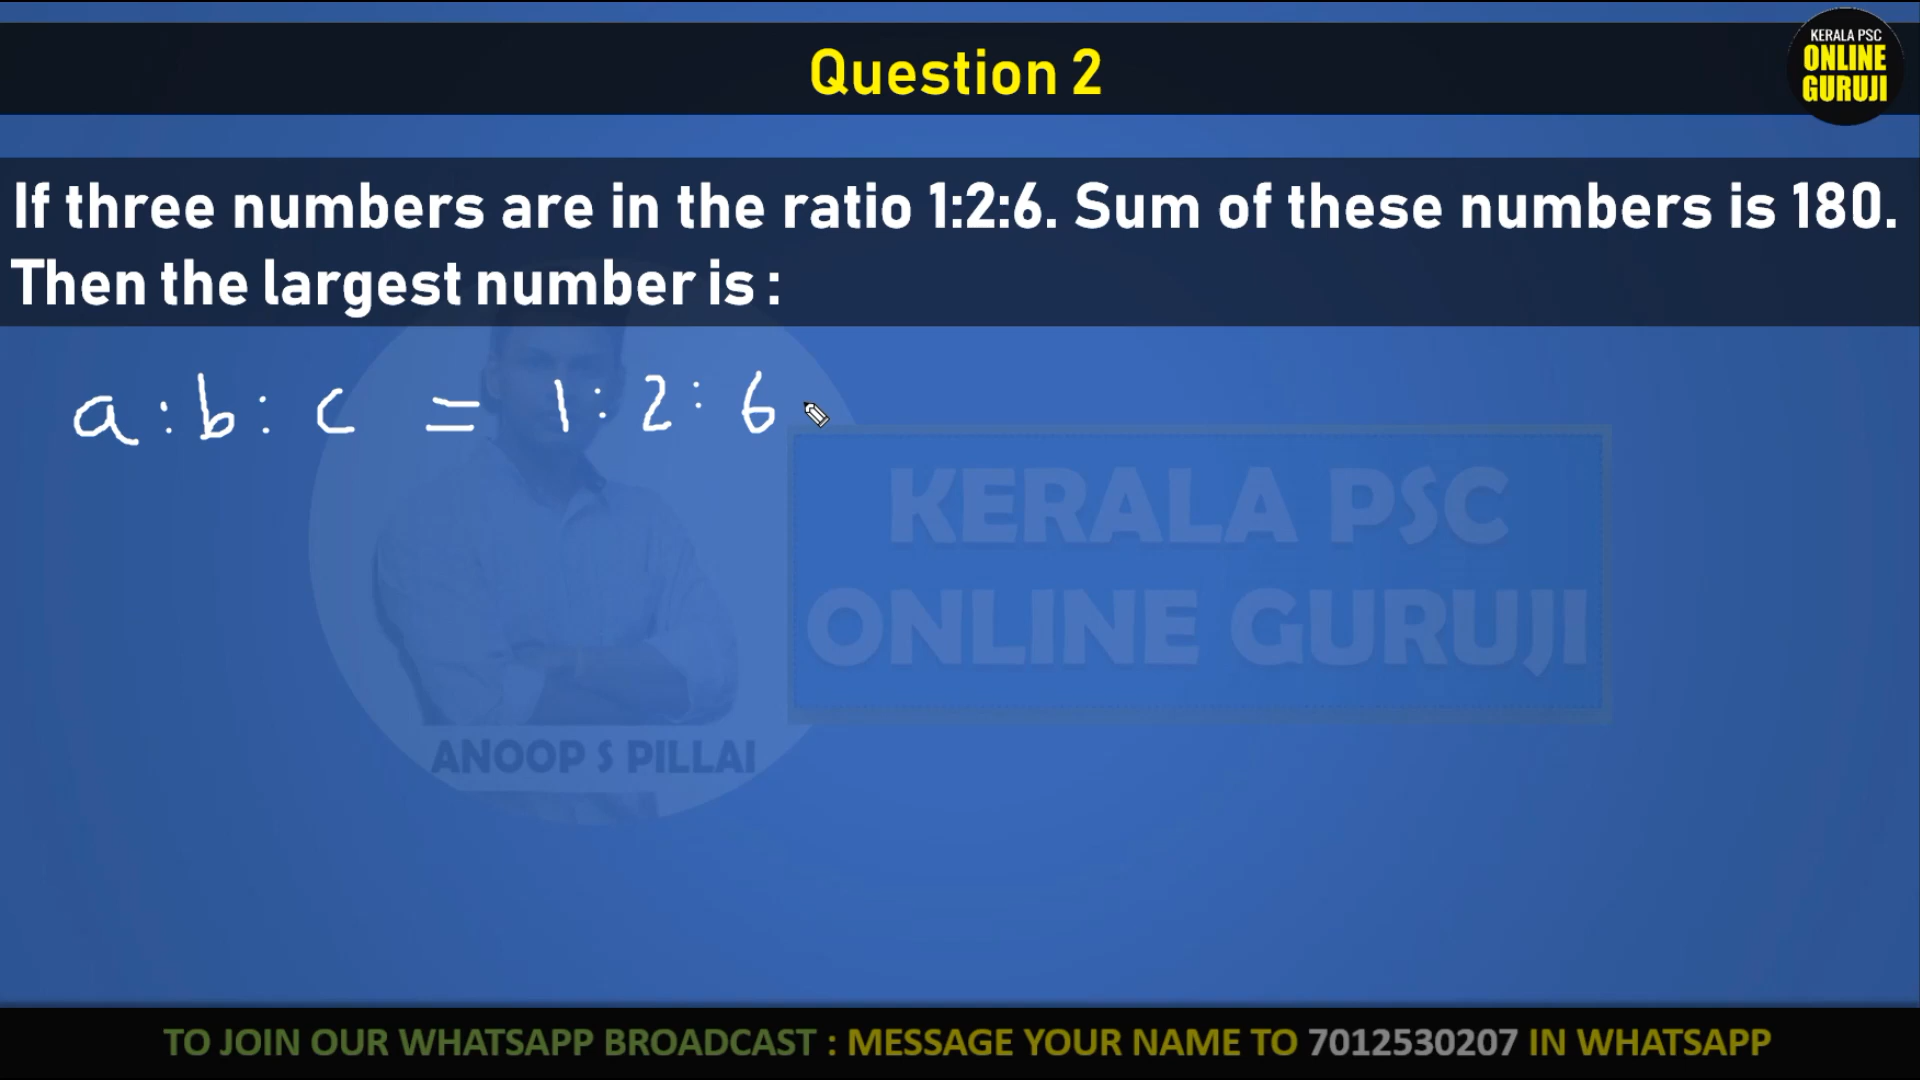 Question 2
KERALA PSC
ONLINE
GURUJI
If three numbers are in the ratio 1:2:6. Sum of these numbers is 180.
Then the largest number is :
a : b : c = 1 : 2 : 6
KERALA PSC
ONLINE GURUJI
ANOOP S PILLAI
TO JOIN OUR WHATSAPP BROADCAST : MESSAGE YOUR NAME TO 7012530207 IN WHATSAPP